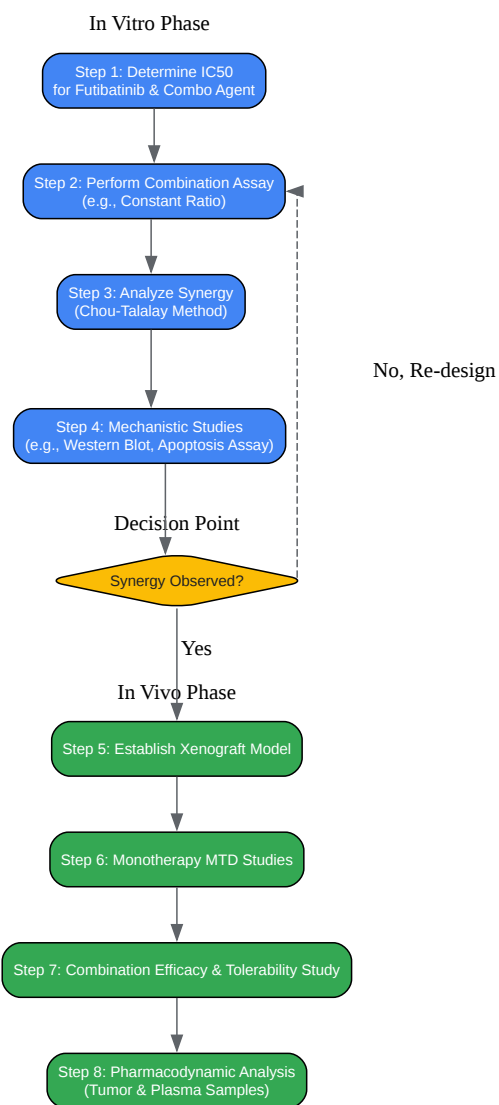 In Vitro Phase
Step 1: Determine IC50
for Futibatinib & Combo Agent
Step 2: Perform Combination Assay
(e.g., Constant Ratio)
Step 3: Analyze Synergy
(Chou-Talalay Method)
No, Re-design
Step 4: Mechanistic Studies
(e.g., Western Blot, Apoptosis Assay)
Decision Point
Synergy Observed?
Yes
In Vivo Phase
Step 5: Establish Xenograft Model
Step 6: Monotherapy MTD Studies
Step 7: Combination Efficacy & Tolerability Study
Step 8: Pharmacodynamic Analysis
(Tumor & Plasma Samples)